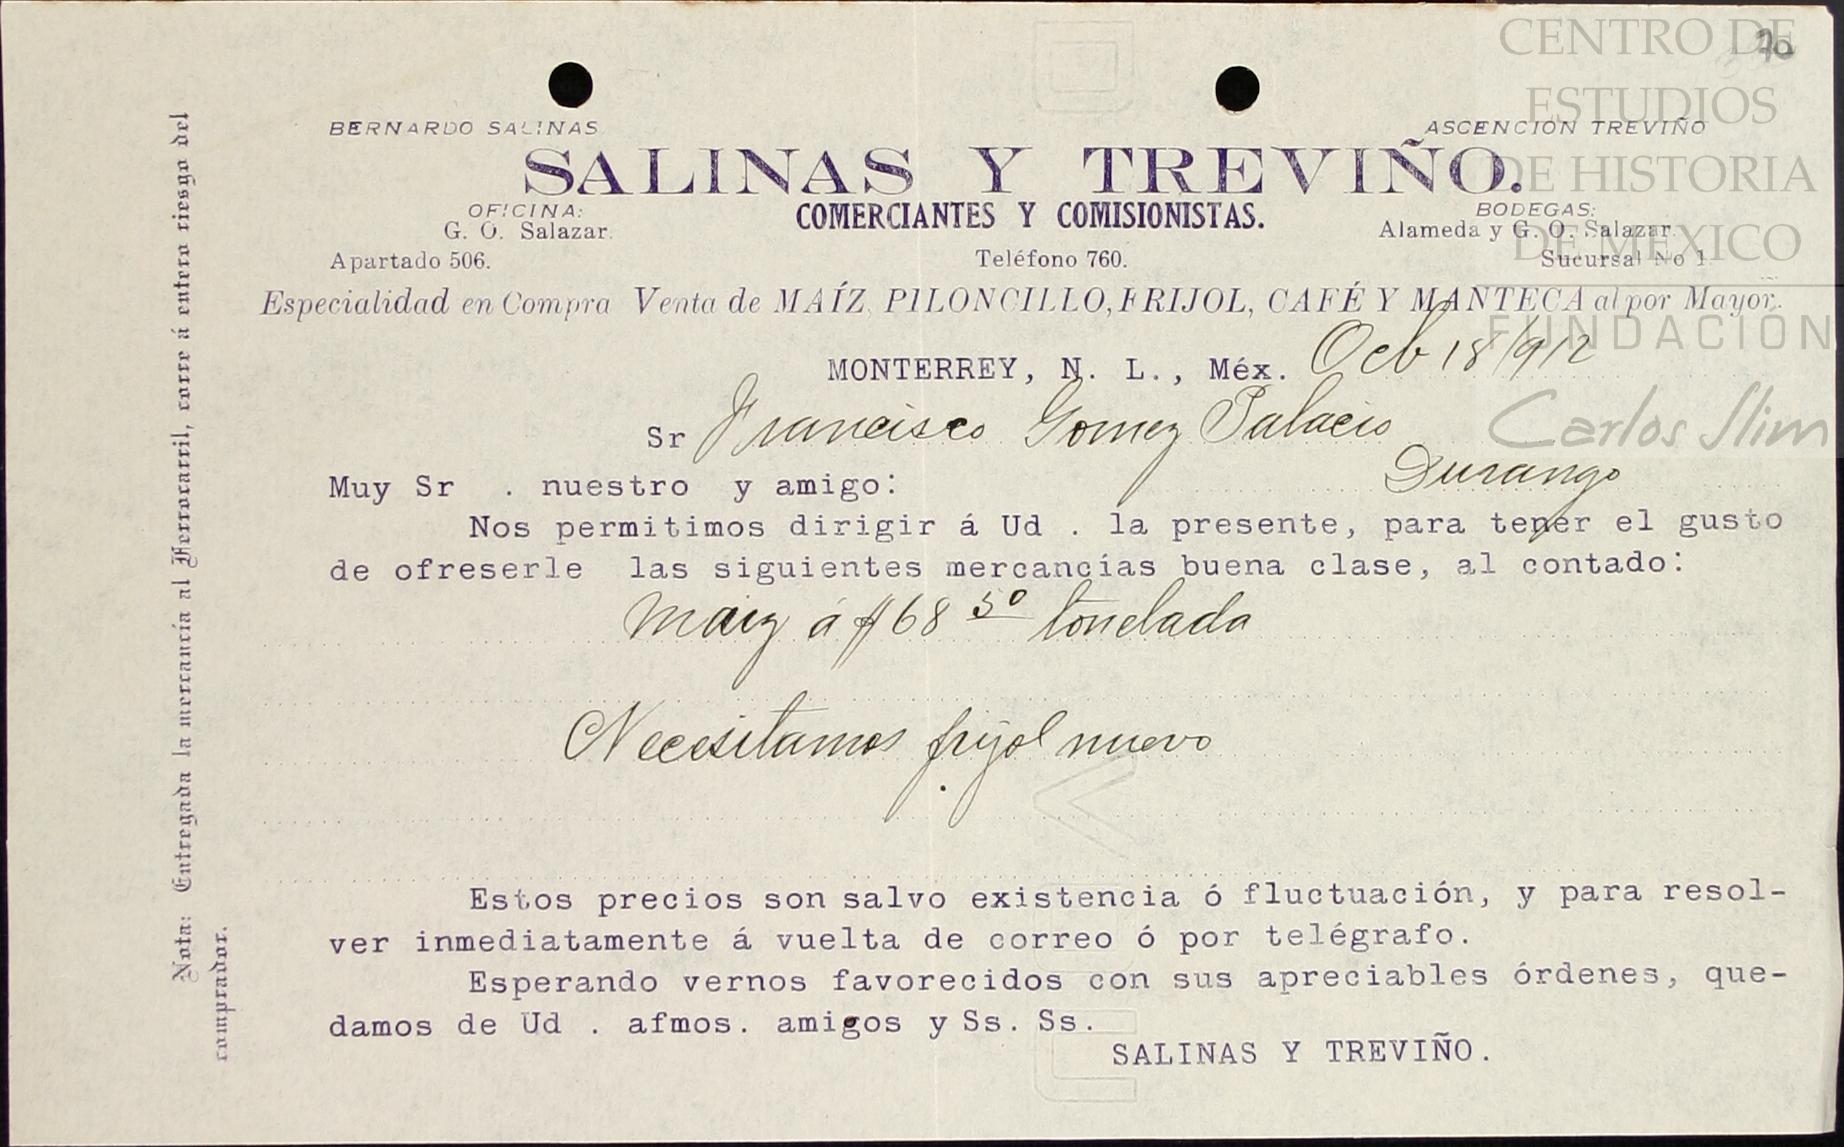 70
BERNARDO SALINAS
ASCENCION TREVIÑO
SALINAS Y TREVIÑO.
COMERCIANTES Y COMISIONISTAS.
OFICINA:
G. O. Salazar.
BODEGAS:
Alameda y G. O. Salazar.
Apartado 506.
Teléfono 760.
Sucursal No 1.
Especialidad en Compra Venta de MAÍZ, PILONCILLO, FRIJOL, CAFÉ Y MANTECA al por Mayor.
MONTERREY, N. L., Méx. Ocb 18/912
Sr Francisco Gomez Palacio
Durango
Muy Sr . nuestro y amigo:
Nos permitimos dirigir á Ud . la presente, para tener el gusto
de ofreserle las siguientes mercancías buena clase, al contado:
Maiz á $68 50 tonelada
Necesitamos frijol nuevo
Estos precios son salvo existencia ó fluctuación, y para resol-
ver inmediatamente á vuelta de correo ó por telégrafo.
Esperando vernos favorecidos con sus apreciables órdenes, que-
damos de Ud . afmos. amigos y Ss. Ss.
SALINAS Y TREVIÑO.
Nota: Entregada la mercancía al Ferrocarril, corre á entero riesgo del
comprador.
CENTRO DE
ESTUDIOS
DE HISTORIA
DE MÉXICO
FUNDACIÓN
Carlos Slim